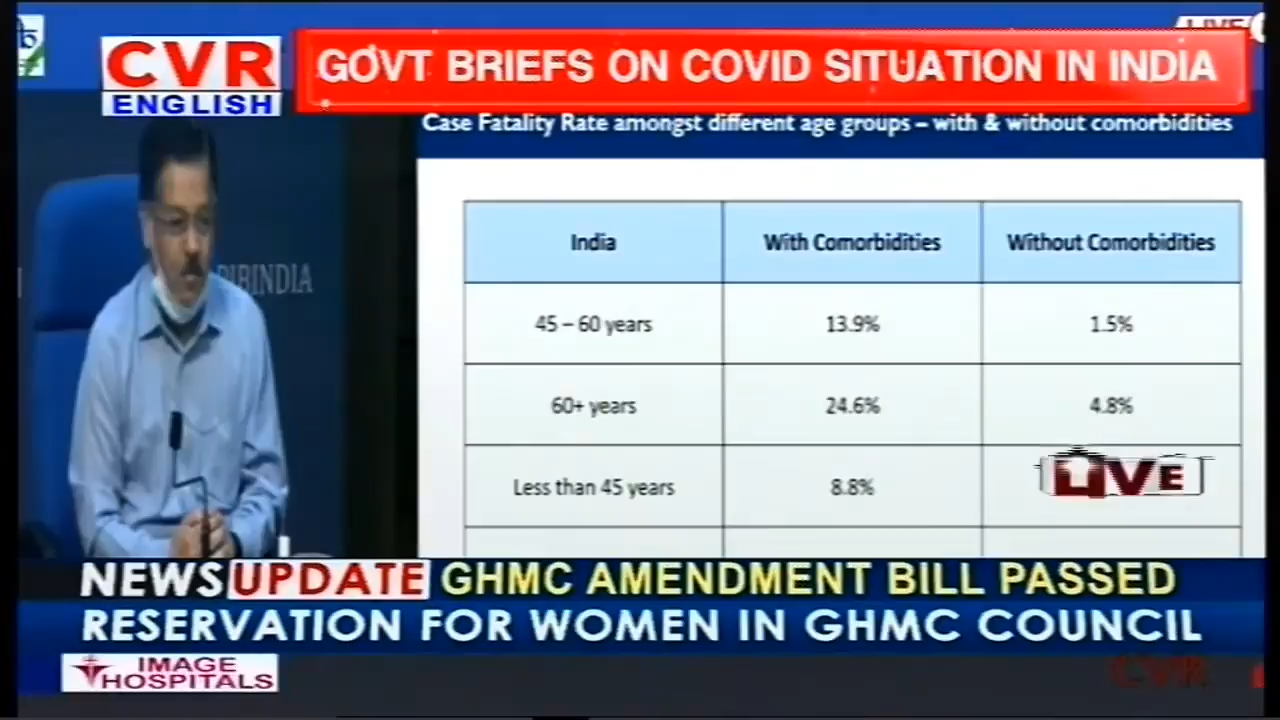 LIVE
CVR
ENGLISH
GOVT BRIEFS ON COVID SITUATION IN INDIA
Case Fatality Rate amongst different age groups – with & without comorbidities
PIBINDIA
India With Comorbidities Without Comorbidities
45 – 60 years 13.9% 1.5%
60+ years 24.6% 4.8%
Less than 45 years 8.8%
LIVE
NEWS UPDATE GHMC AMENDMENT BILL PASSED
RESERVATION FOR WOMEN IN GHMC COUNCIL
IMAGE
HOSPITALS
CVR